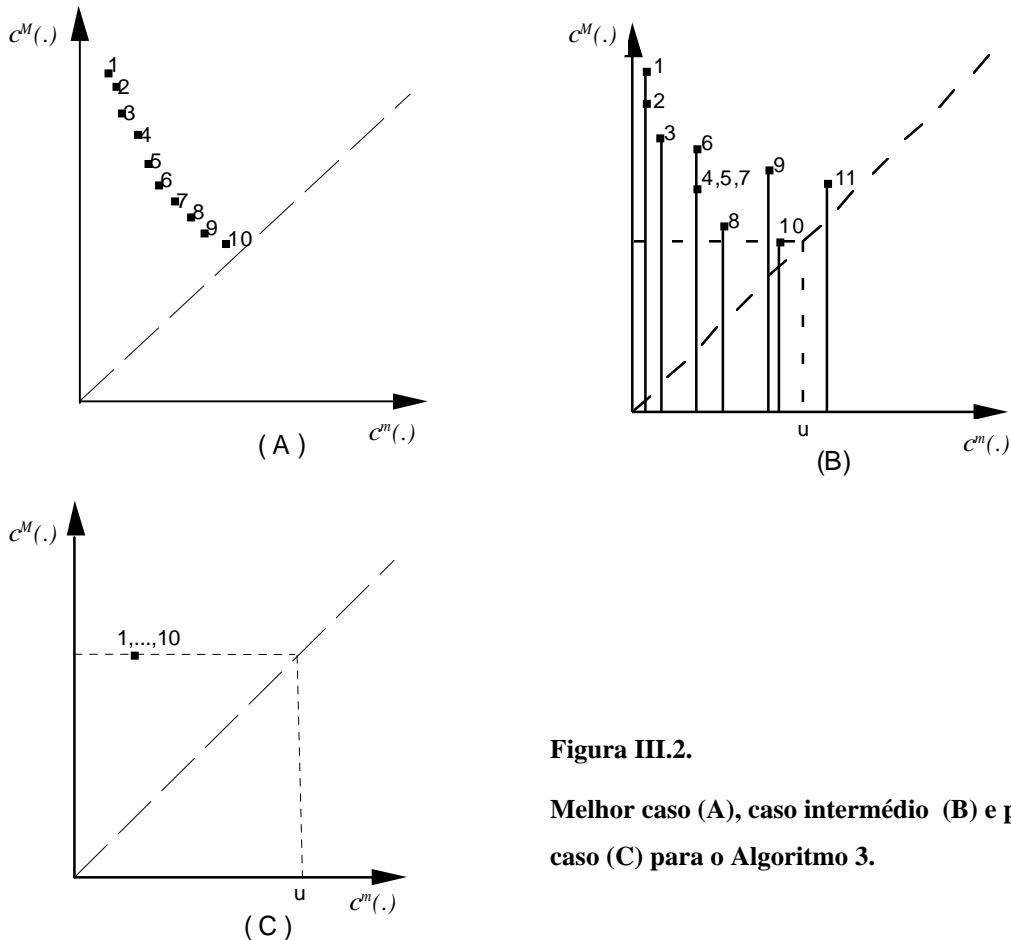 c^M(.)
1
2
3
4
5
6
7
8
9
10
c^m(.)
( A )
c^M(.)
1
2
3
6
4,5,7
8
9
10
11
u
c^m(.)
(B)
c^M(.)
1,...,10
u
c^m(.)
( C )
Figura III.2.
Melhor caso (A), caso intermédio (B) e
caso (C) para o Algoritmo 3.